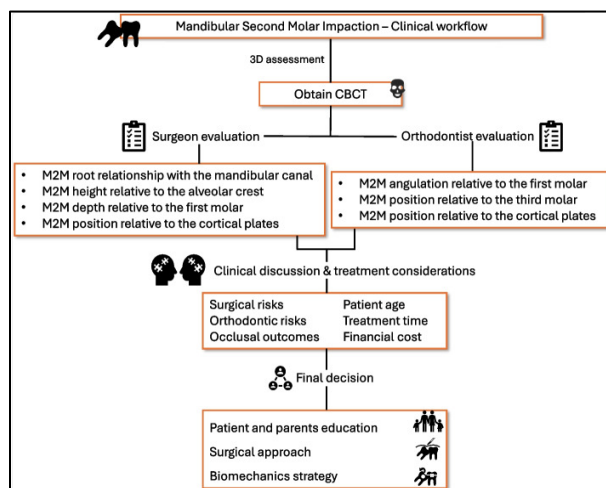 Mandibular Second Molar Impaction – Clinical workflow
3D assessment
Obtain CBCT
Surgeon evaluation
Orthodontist evaluation
• M2M root relationship with the mandibular canal
• M2M height relative to the alveolar crest
• M2M depth relative to the first molar
• M2M position relative to the cortical plates
• M2M angulation relative to the first molar
• M2M position relative to the third molar
• M2M position relative to the cortical plates
Clinical discussion & treatment considerations
Surgical risks
Orthodontic risks
Occlusal outcomes
Patient age
Treatment time
Financial cost
Final decision
Patient and parents education
Surgical approach
Biomechanics strategy